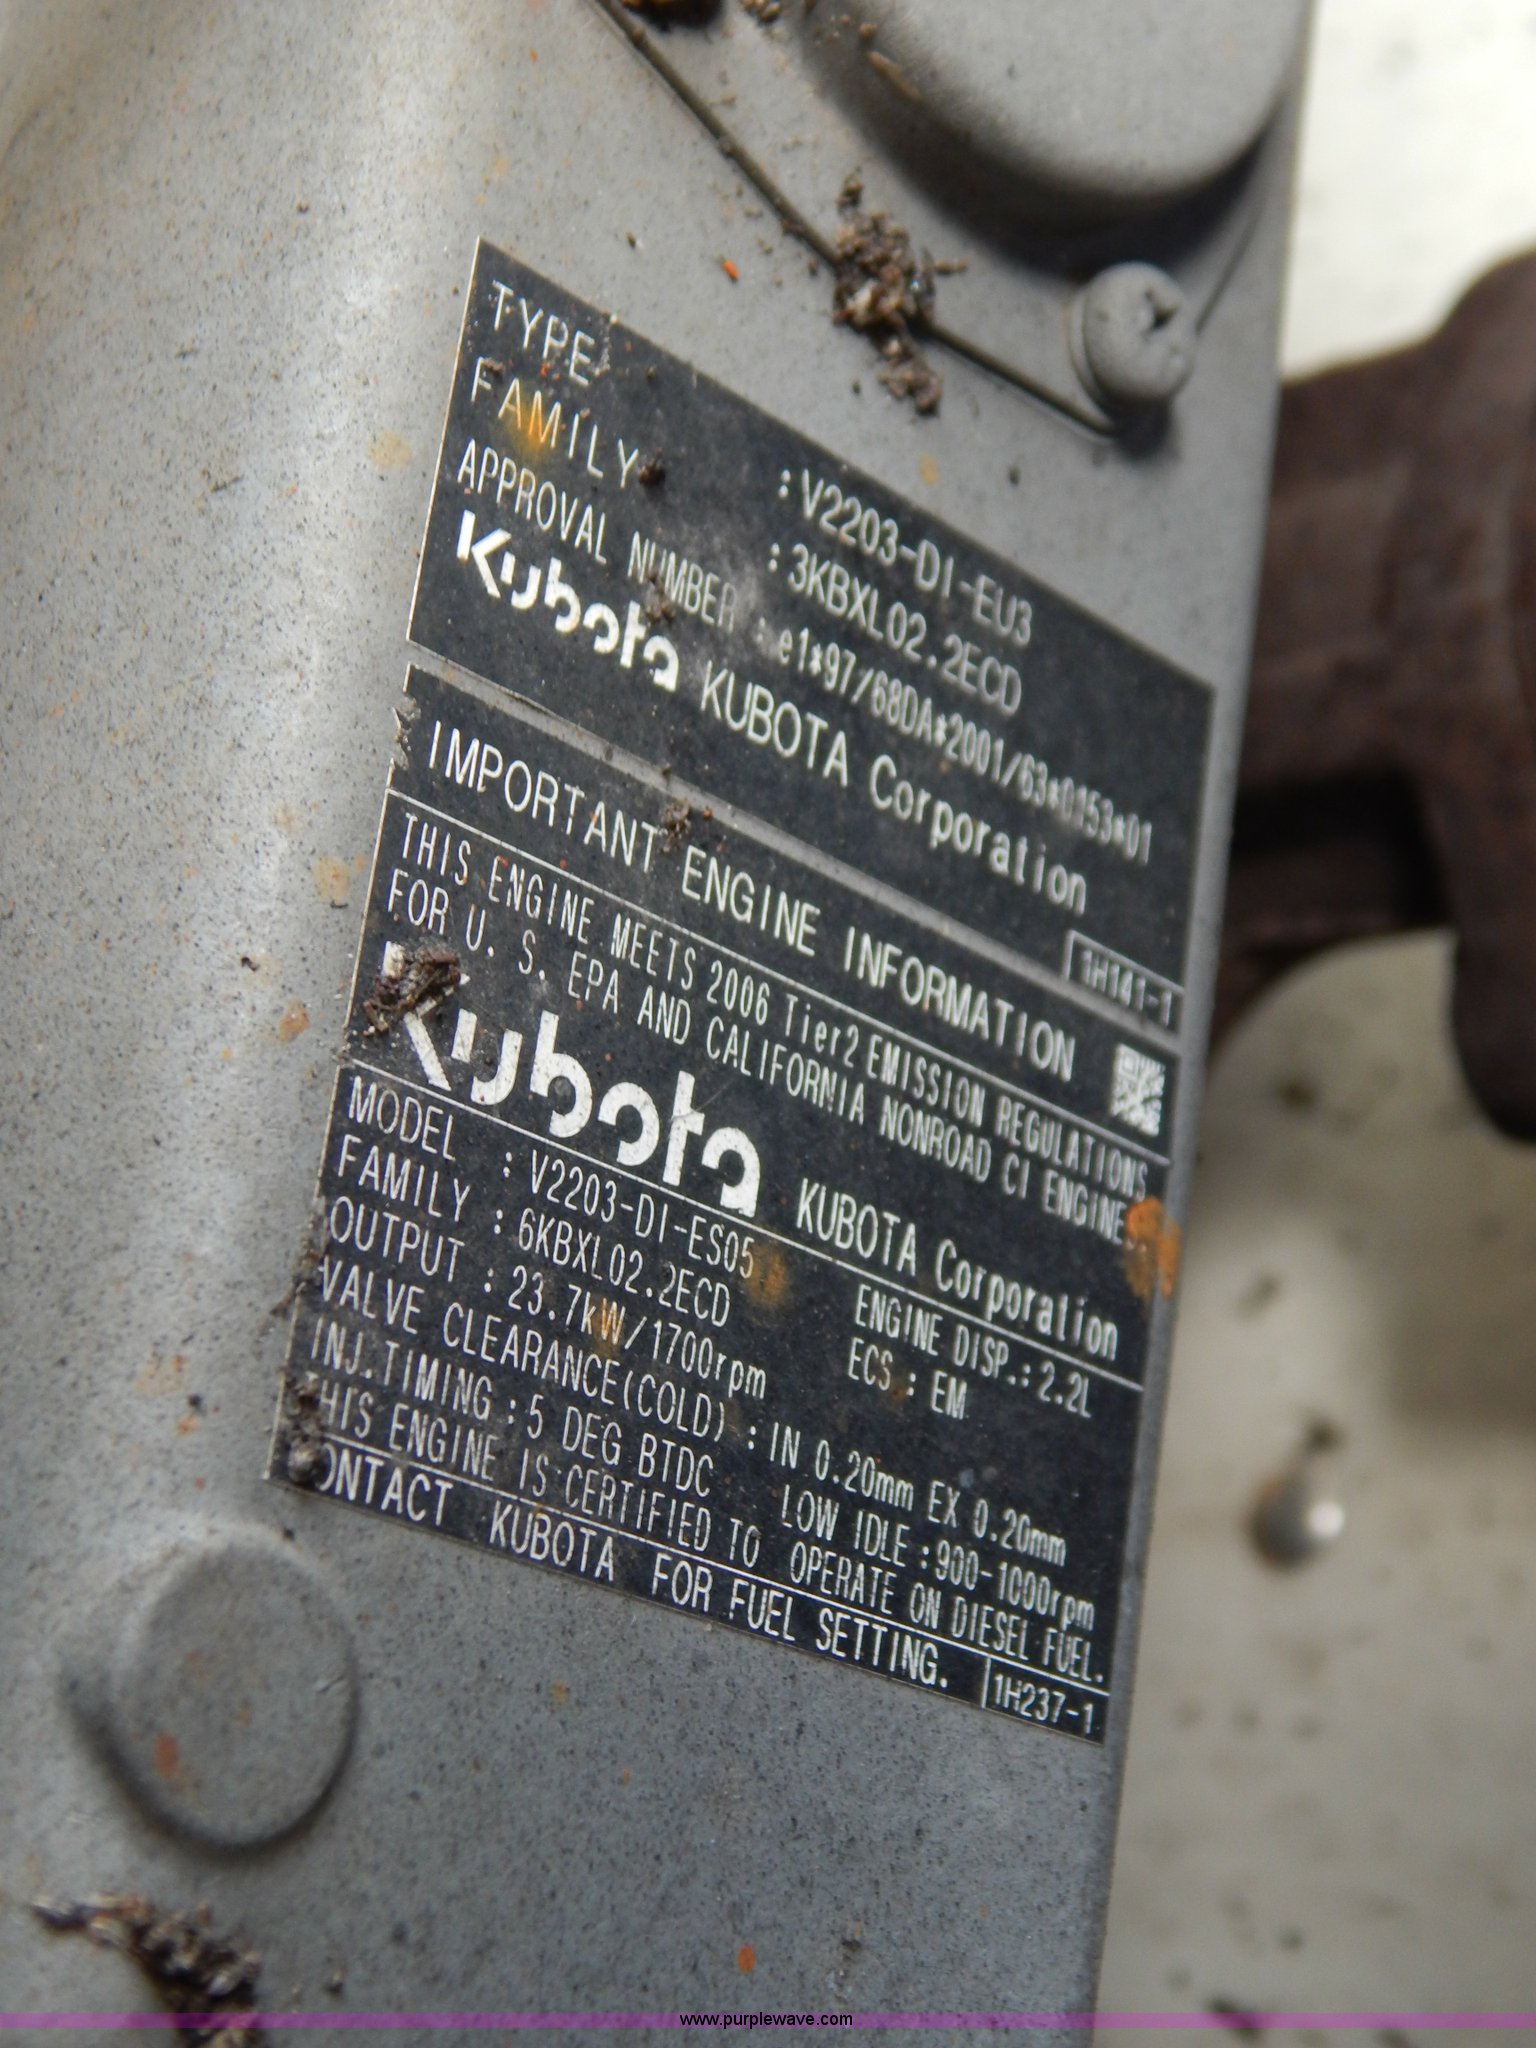 TYPE : V2203-DI-EU3
FAMILY : 3KBXL02.2ECD
APPROVAL NUMBER : e1*97/68DA*2001/63*0153*01
Kubota KUBOTA Corporation
1H141-1
IMPORTANT ENGINE INFORMATION
THIS ENGINE MEETS 2006 Tier2 EMISSION REGULATIONS
FOR U. S. EPA AND CALIFORNIA NONROAD CI ENGINES.
Kubota KUBOTA Corporation
MODEL : V2203-DI-ES05 ENGINE DISP.: 2.2L
FAMILY : 6KBXL02.2ECD ECS : EM
OUTPUT : 23.7kW/1700rpm
VALVE CLEARANCE(COLD) : IN 0.20mm EX 0.20mm
INJ.TIMING : 5 DEG BTDC LOW IDLE : 900-1000rpm
THIS ENGINE IS CERTIFIED TO OPERATE ON DIESEL FUEL.
CONTACT KUBOTA FOR FUEL SETTING.
1H237-1
www.purplewave.com